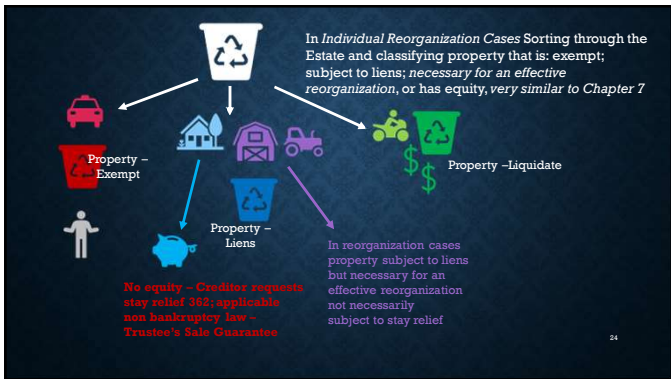 In Individual Reorganization Cases Sorting through the
Estate and classifying property that is: exempt;
subject to liens; necessary for an effective
reorganization, or has equity, very similar to Chapter 7
Property –
Exempt
Property –Liquidate
Property –
Liens
No equity – Creditor requests
stay relief 362; applicable
non bankruptcy law –
Trustee's Sale Guarantee
In reorganization cases
property subject to liens
but necessary for an
effective reorganization
not necessarily
subject to stay relief
24